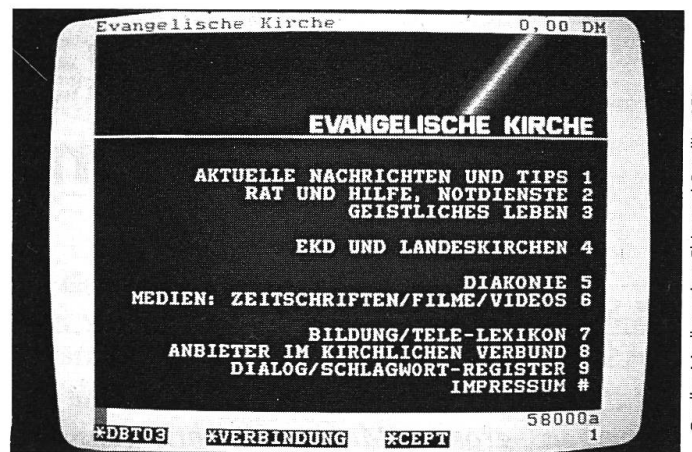 Evangelische Kirche 0,00 DM
EVANGELISCHE KIRCHE
AKTUELLE NACHRICHTEN UND TIPS 1
RAT UND HILFE, NOTDIENSTE 2
GEISTLICHES LEBEN 3
EKD UND LANDESKIRCHEN 4
DIAKONIE 5
MEDIEN: ZEITSCHRIFTEN/FILME/VIDEOS 6
BILDUNG/TELE-LEXIKON 7
ANBIETER IM KIRCHLICHEN VERBUND 8
DIALOG/SCHLAGWORT-REGISTER 9
IMPRESSUM #
58000a
*DBT03 *VERBINDUNG *CEPT 1